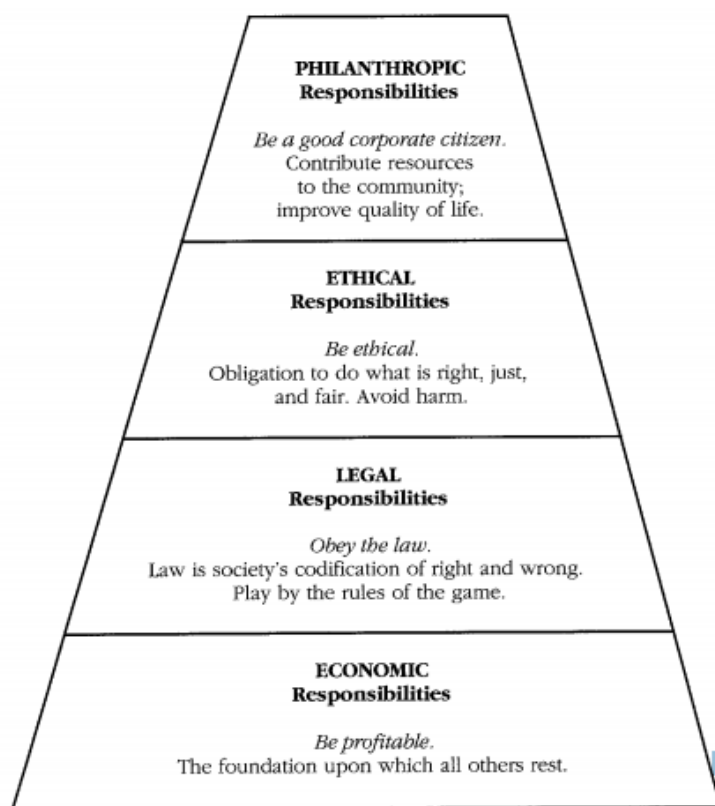 PHILANTHROPIC
Responsibilities
Be a good corporate citizen.
Contribute resources
to the community;
improve quality of life.
ETHICAL
Responsibilities
Be ethical.
Obligation to do what is right, just,
and fair. Avoid harm.
LEGAL
Responsibilities
Obey the law.
Law is society's codification of right and wrong.
Play by the rules of the game.
ECONOMIC
Responsibilities
Be profitable.
The foundation upon which all others rest.